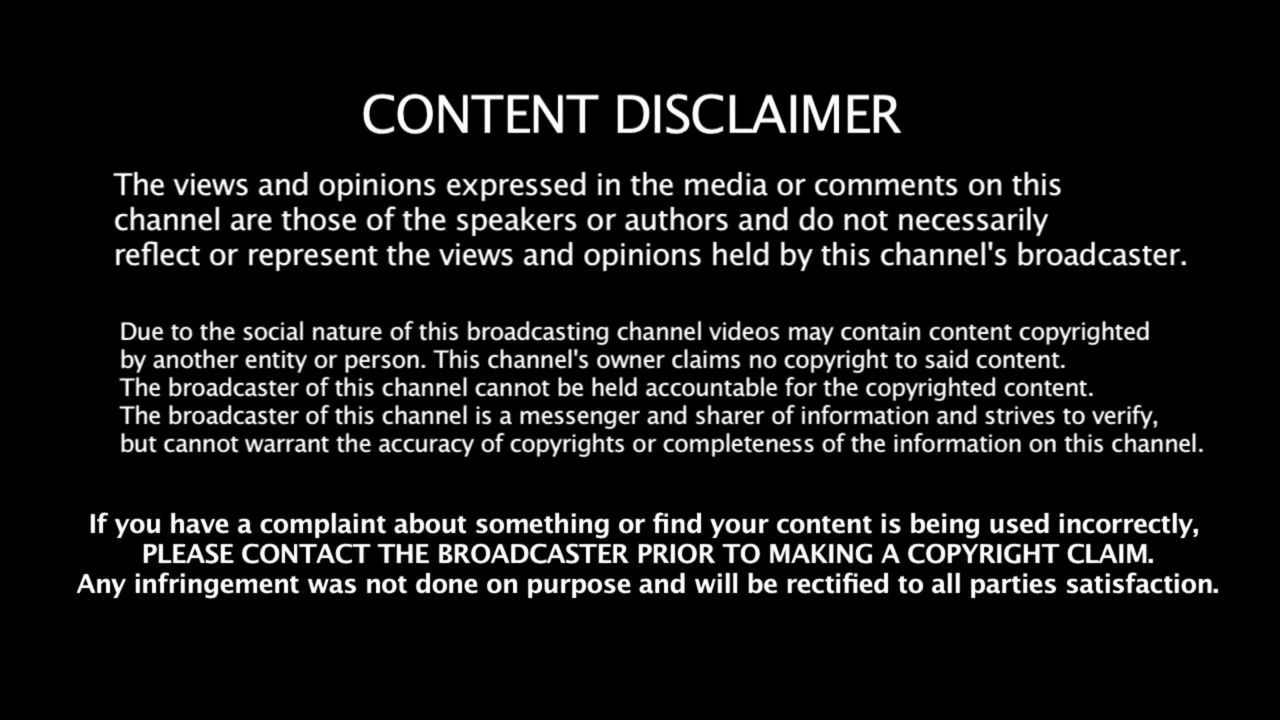 CONTENT DISCLAIMER
The views and opinions expressed in the media or comments on this
channel are those of the speakers or authors and do not necessarily
reflect or represent the views and opinions held by this channel's broadcaster.
Due to the social nature of this broadcasting channel videos may contain content copyrighted
by another entity or person. This channel's owner claims no copyright to said content.
The broadcaster of this channel cannot be held accountable for the copyrighted content.
The broadcaster of this channel is a messenger and sharer of information and strives to verify,
but cannot warrant the accuracy of copyrights or completeness of the information on this channel.
If you have a complaint about something or find your content is being used incorrectly,
PLEASE CONTACT THE BROADCASTER PRIOR TO MAKING A COPYRIGHT CLAIM.
Any infringement was not done on purpose and will be rectified to all parties satisfaction.